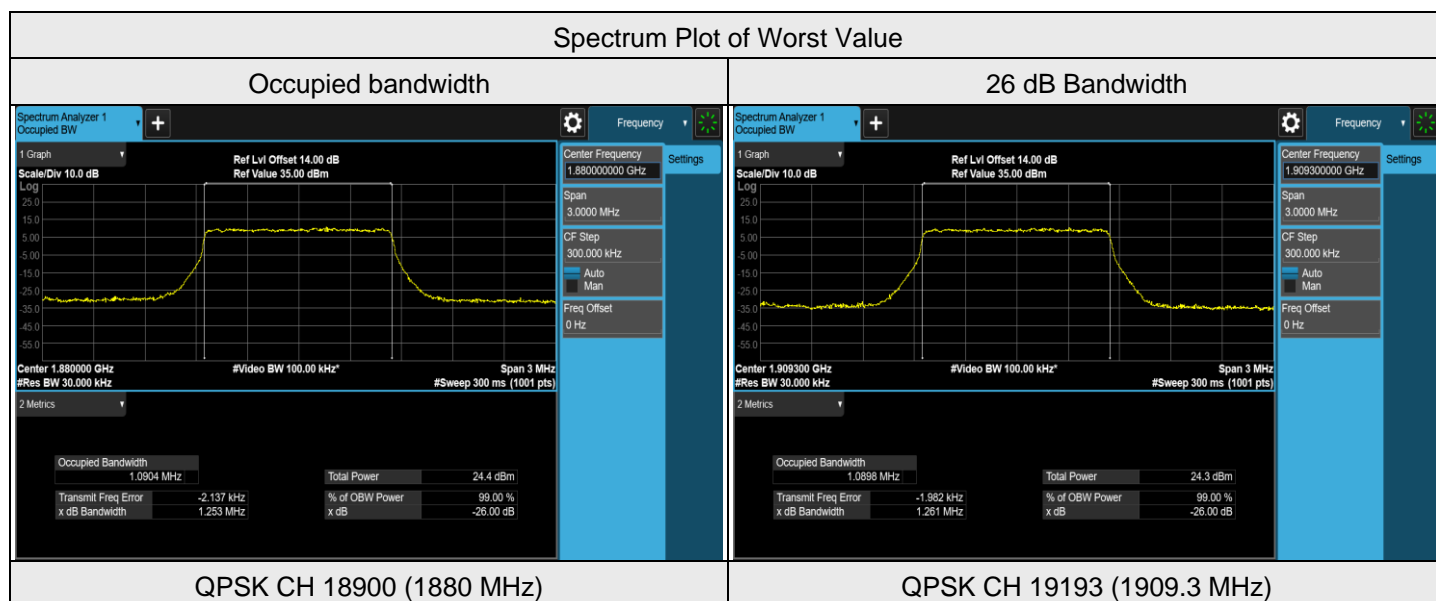 Spectrum Plot of Worst Value
Occupied bandwidth
26 dB Bandwidth
Spectrum Analyzer 1
Occupied BW
+
Frequency
1 Graph
Ref Lvl Offset 14.00 dB
Scale/Div 10.0 dB
Ref Value 35.00 dBm
Log
25.0
15.0
5.00
-5.00
-15.0
-25.0
-35.0
-45.0
-55.0
Center 1.880000 GHz
#Video BW 100.00 kHz*
Span 3 MHz
#Res BW 30.000 kHz
#Sweep 300 ms (1001 pts)
Center Frequency
1.880000000 GHz
Settings
Span
3.0000 MHz
CF Step
300.000 kHz
Auto
Man
Freq Offset
0 Hz
2 Metrics
Occupied Bandwidth
1.0904 MHz
Total Power 24.4 dBm
Transmit Freq Error -2.137 kHz
% of OBW Power 99.00 %
x dB Bandwidth 1.253 MHz
x dB -26.00 dB
QPSK CH 18900 (1880 MHz)
Spectrum Analyzer 1
Occupied BW
+
Frequency
1 Graph
Ref Lvl Offset 14.00 dB
Scale/Div 10.0 dB
Ref Value 35.00 dBm
Log
25.0
15.0
5.00
-5.00
-15.0
-25.0
-35.0
-45.0
-55.0
Center 1.909300 GHz
#Video BW 100.00 kHz*
Span 3 MHz
#Res BW 30.000 kHz
#Sweep 300 ms (1001 pts)
Center Frequency
1.909300000 GHz
Settings
Span
3.0000 MHz
CF Step
300.000 kHz
Auto
Man
Freq Offset
0 Hz
2 Metrics
Occupied Bandwidth
1.0898 MHz
Total Power 24.3 dBm
Transmit Freq Error -1.982 kHz
% of OBW Power 99.00 %
x dB Bandwidth 1.261 MHz
x dB -26.00 dB
QPSK CH 19193 (1909.3 MHz)